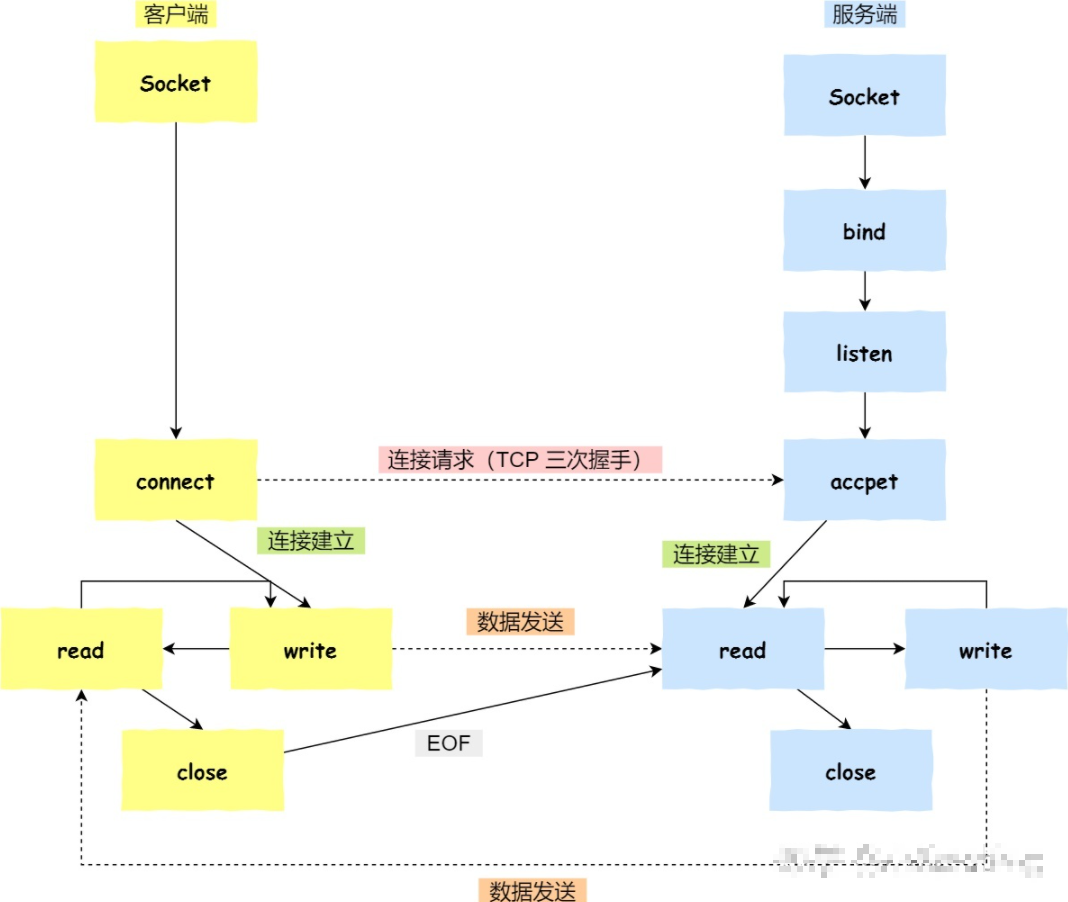 客户端
服务端
Socket
Socket
bind
listen
连接请求（TCP 三次握手）
connect
accpet
连接建立
连接建立
数据发送
read
write
read
write
EOF
close
close
数据发送